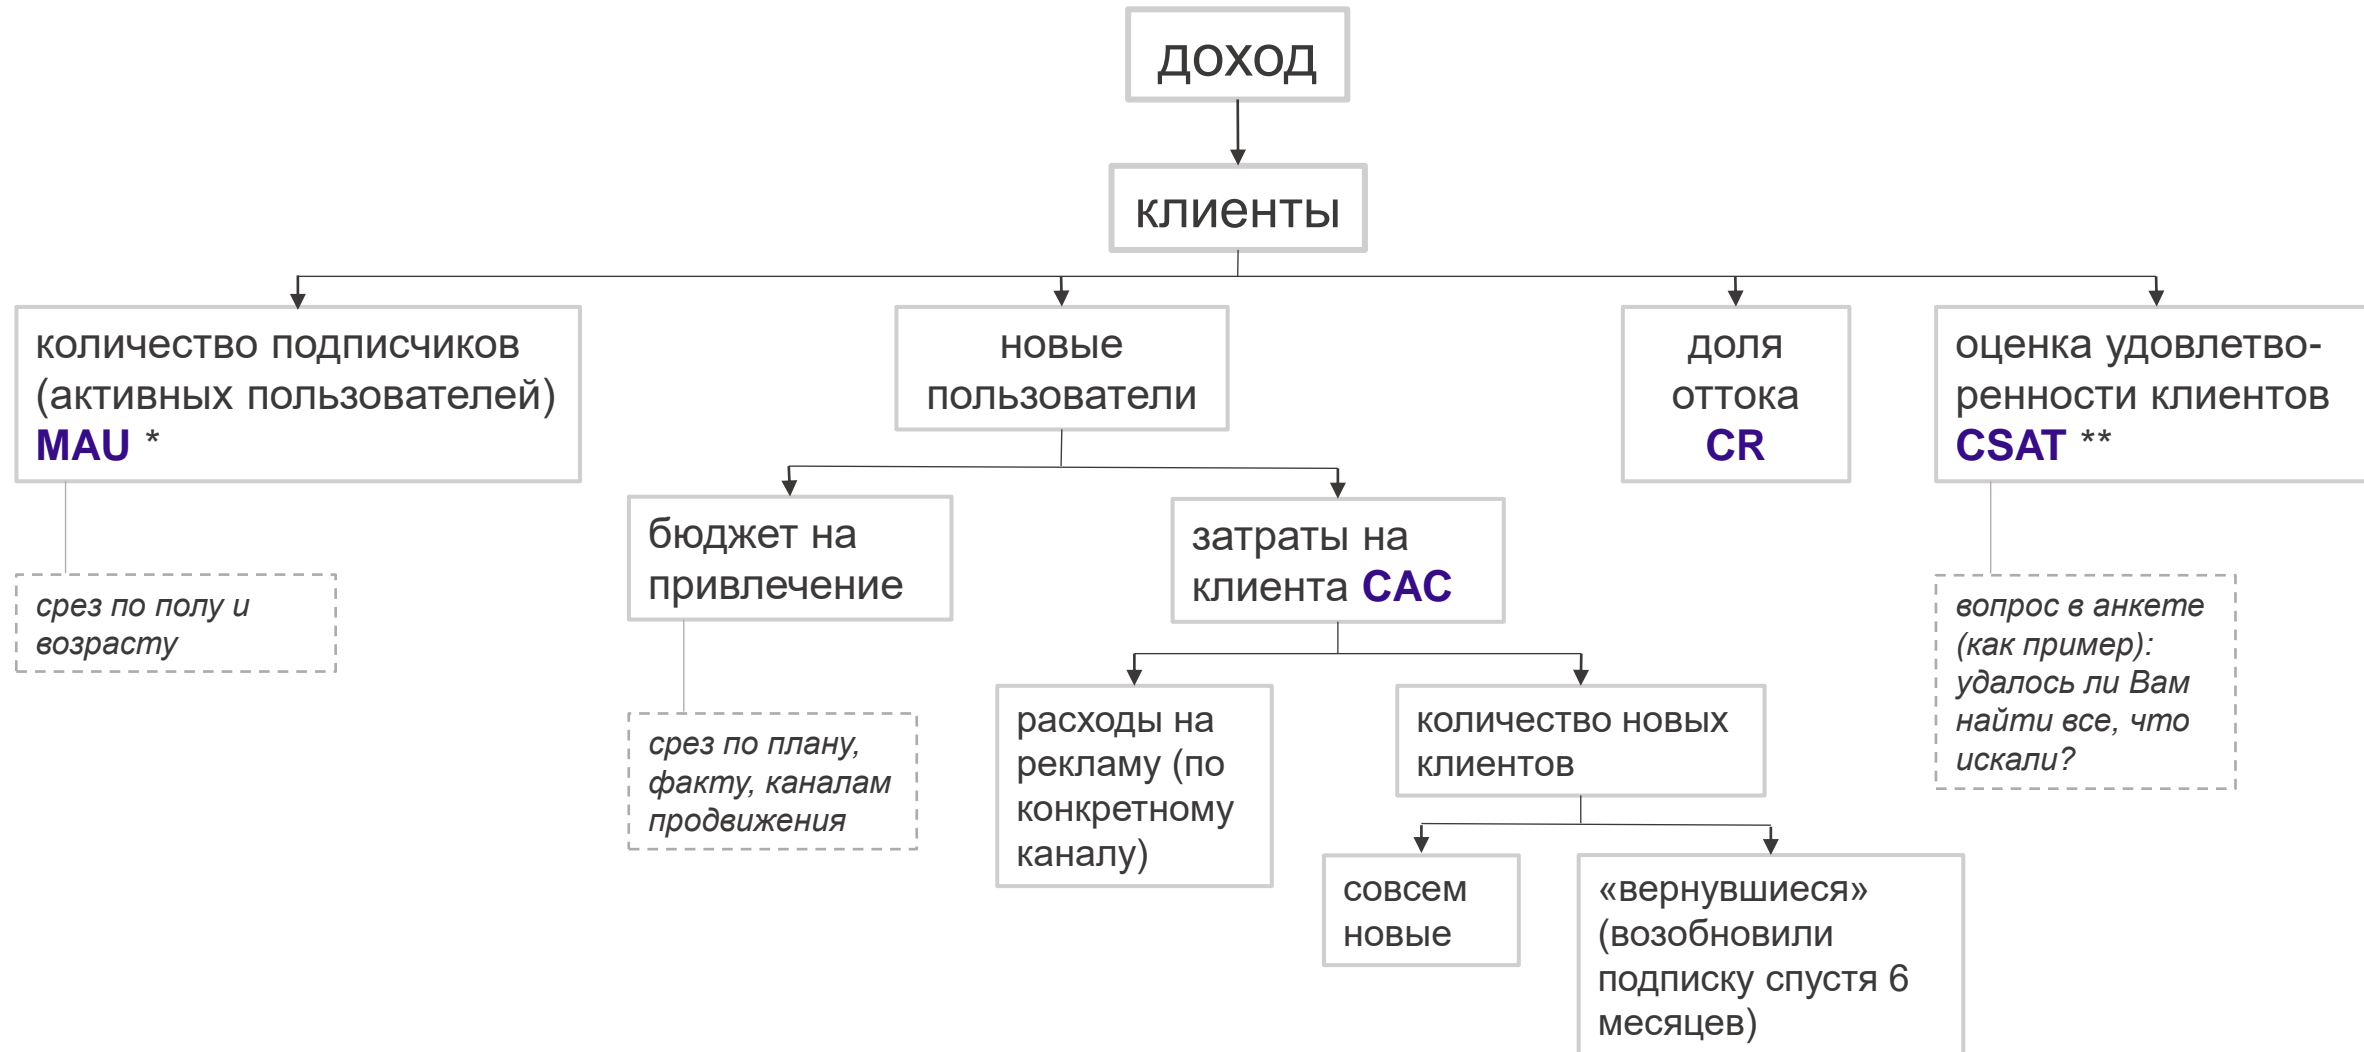 доход
клиенты
количество подписчиков
(активных пользователей)
MAU *
новые
пользователи
доля
оттока
CR
оценка удовлетво-
ренности клиентов
CSAT **
срез по полу и
возрасту
бюджет на
привлечение
затраты на
клиента CAC
вопрос в анкете
(как пример):
удалось ли Вам
найти все, что
искали?
срез по плану,
факту, каналам
продвижения
расходы на
рекламу (по
конкретному
каналу)
количество новых
клиентов
совсем
новые
«вернувшиеся»
(возобновили
подписку спустя 6
месяцев)